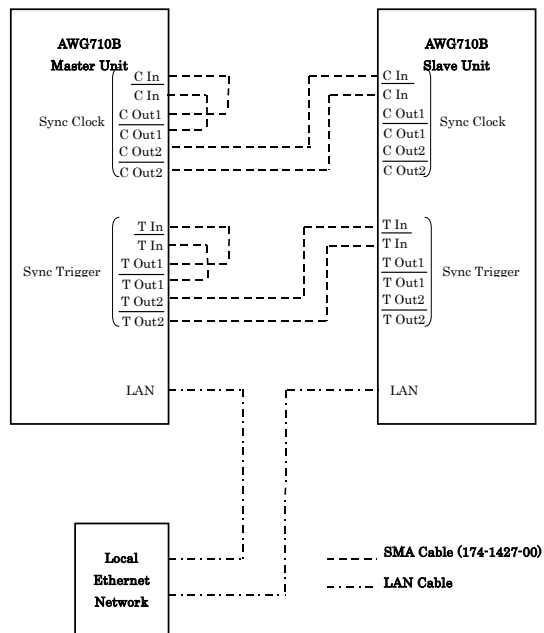 AWG710B
Master Unit
C In
C In
C Out1
C Out1
C Out2
C Out2
Sync Clock
T In
T In
T Out1
T Out1
T Out2
T Out2
Sync Trigger
LAN
AWG710B
Slave Unit
C In
C In
C Out1
C Out1
C Out2
C Out2
Sync Clock
T In
T In
T Out1
T Out1
T Out2
T Out2
Sync Trigger
LAN
Local
Ethernet
Network
SMA Cable (174-1427-00)
LAN Cable